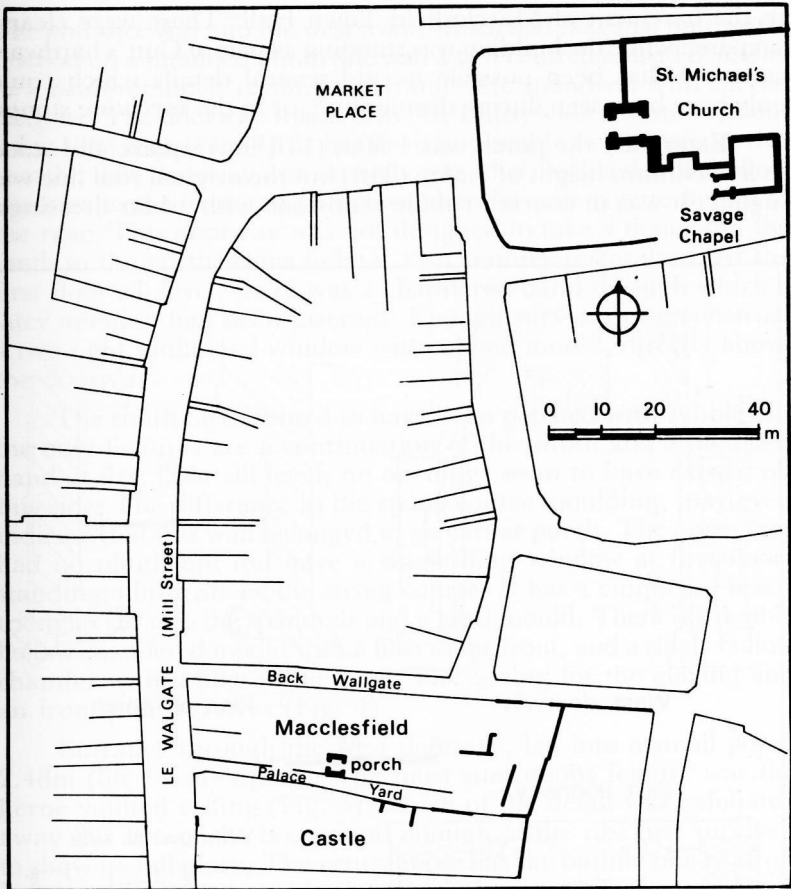 MARKET
PLACE
St. Michael's
Church
Savage
Chapel
0 10 20 40
m
LE WALGATE (Mill Street)
Back Wallgate
Macclesfield
porch
Palace Yard
Castle